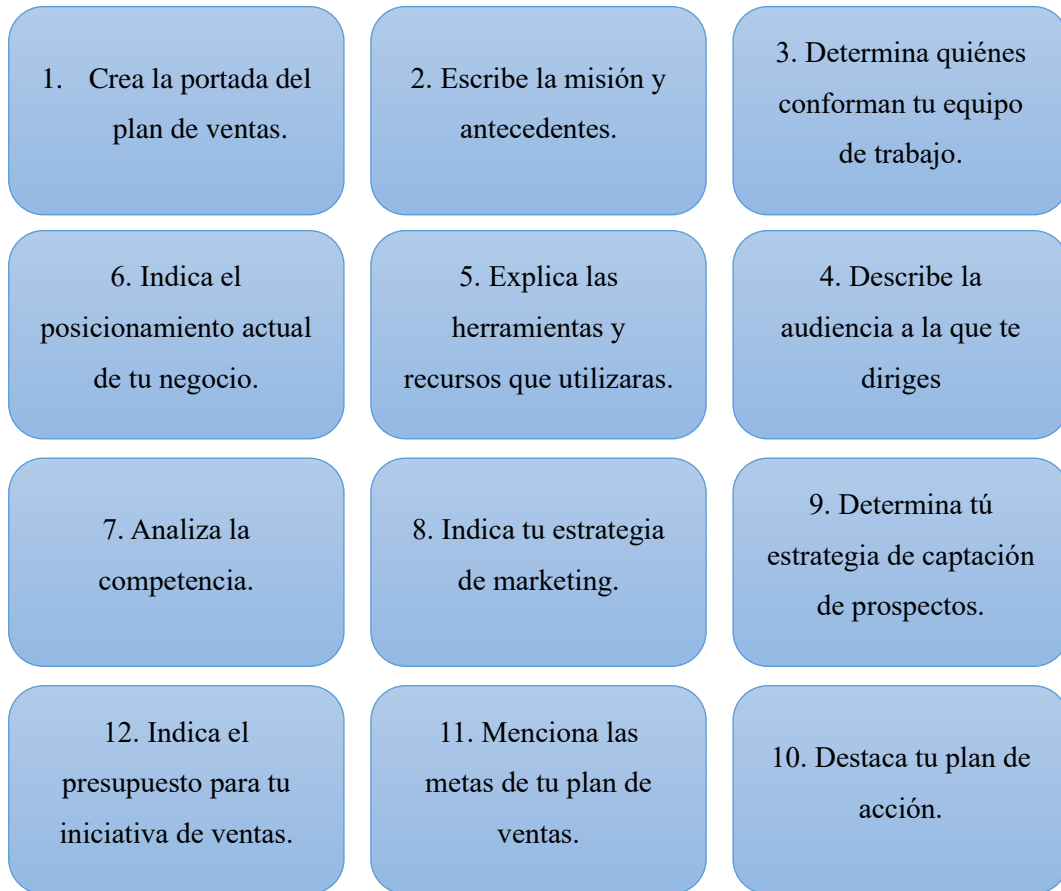 1. Crea la portada del
plan de ventas.
2. Escribe la misión y
antecedentes.
3. Determina quiénes
conforman tu equipo
de trabajo.
6. Indica el
posicionamiento actual
de tu negocio.
5. Explica las
herramientas y
recursos que utilizaras.
4. Describe la
audiencia a la que te
diriges
7. Analiza la
competencia.
8. Indica tu estrategia
de marketing.
9. Determina tú
estrategia de captación
de prospectos.
12. Indica el
presupuesto para tu
iniciativa de ventas.
11. Menciona las
metas de tu plan de
ventas.
10. Destaca tu plan de
acción.